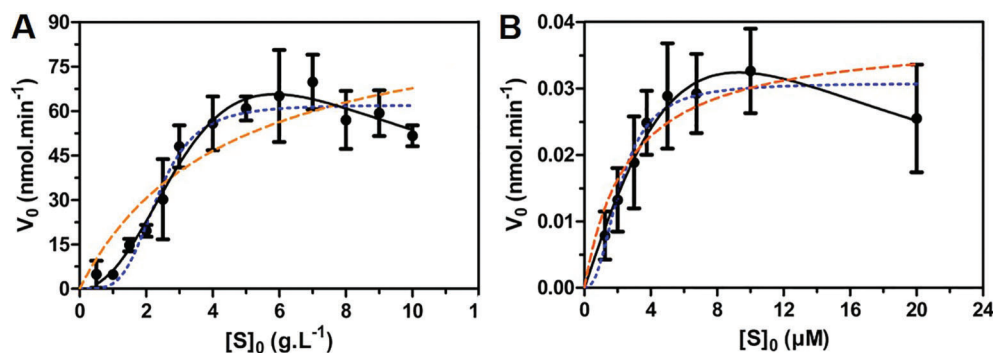 A
90
75
60
45
30
15
0
V0 (nmol.min-1)
0 2 4 6 8 10 1
[S]0 (g.L-1)
B
0.04
0.03
0.02
0.01
0.00
V0 (nmol.min-1)
0 4 8 12 16 20 24
[S]0 (µM)